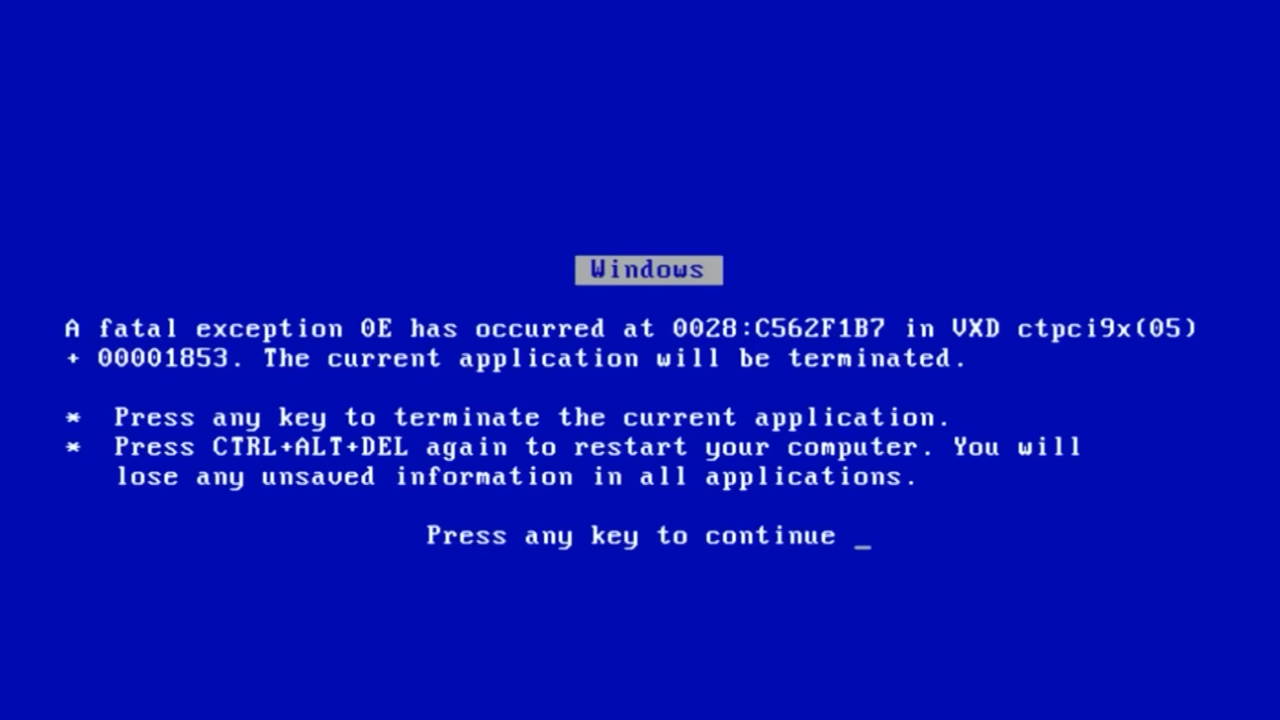 Windows
A fatal exception 0E has occurred at 0028:C562F1B7 in VXD ctpci9x(05)
+ 00001853. The current application will be terminated.
* Press any key to terminate the current application.
* Press CTRL+ALT+DEL again to restart your computer. You will
lose any unsaved information in all applications.
Press any key to continue _